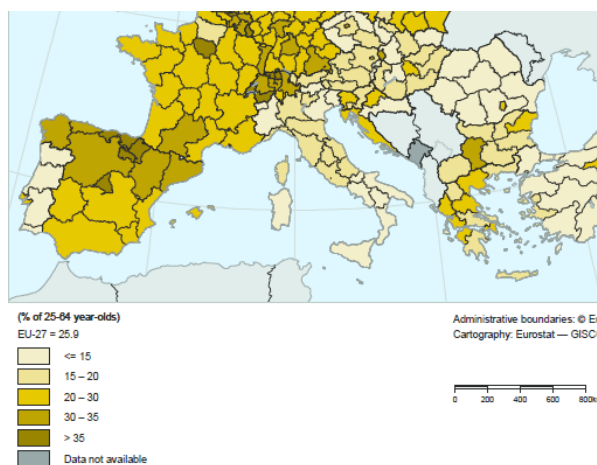 (% of 25-64 year-olds)
EU-27 = 25.9
<= 15
15 – 20
20 – 30
30 – 35
> 35
Data not available
Administrative boundaries: © E
Cartography: Eurostat — GISC
0 200 400 600 800k